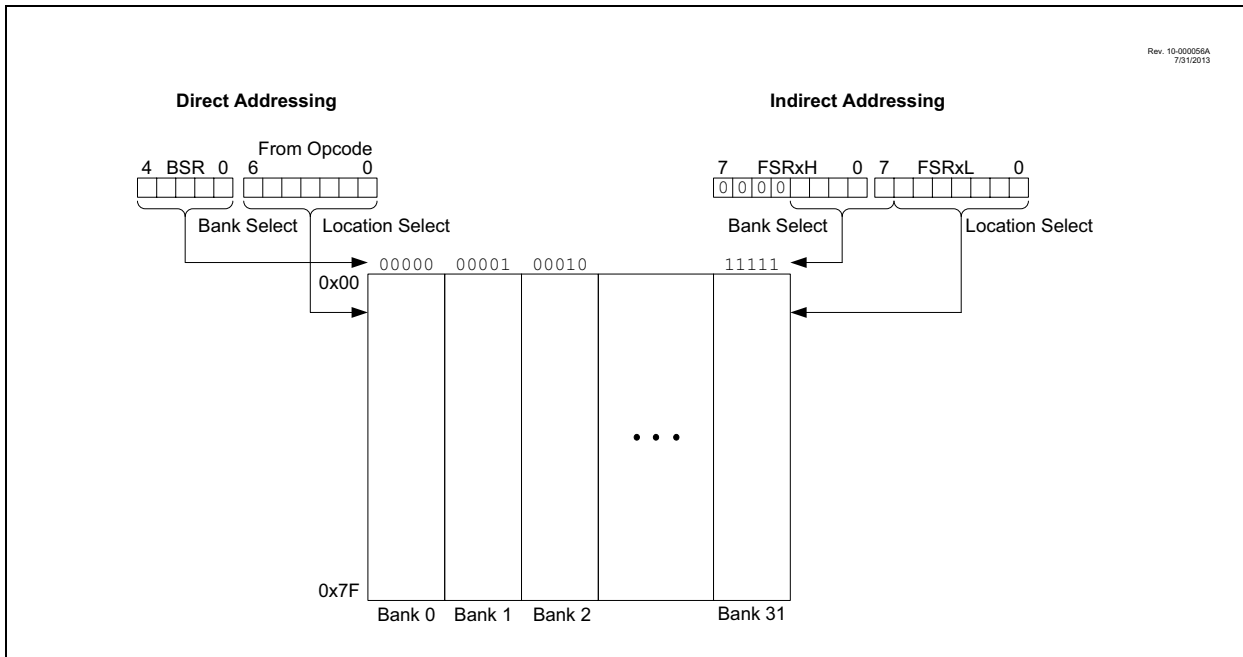 Rev. 10-000056A
7/31/2013
Direct Addressing
Indirect Addressing
From Opcode
4 BSR 0 6 0
7 FSRxH 0 7 FSRxL 0
0 0 0 0
Bank Select Location Select
Bank Select Location Select
00000 00001 00010 11111
0x00
• • •
0x7F
Bank 0 Bank 1 Bank 2 Bank 31